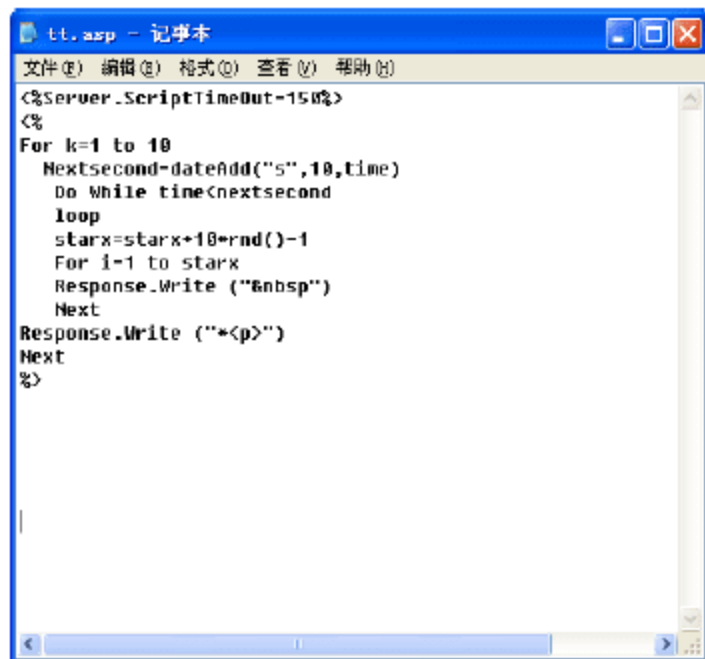 tt.asp - 记事本
文件(F) 编辑(E) 格式(O) 查看(V) 帮助(H)
<%Server.ScriptTimeOut=150%>
<%
For k=1 to 10
Nextsecond=dateAdd("s",10,time)
Do While time<nextsecond
loop
starx=starx+10*rnd()-1
For i=1 to starx
Response.Write ("&nbsp")
Next
Response.Write ("*<p>")
Next
%>